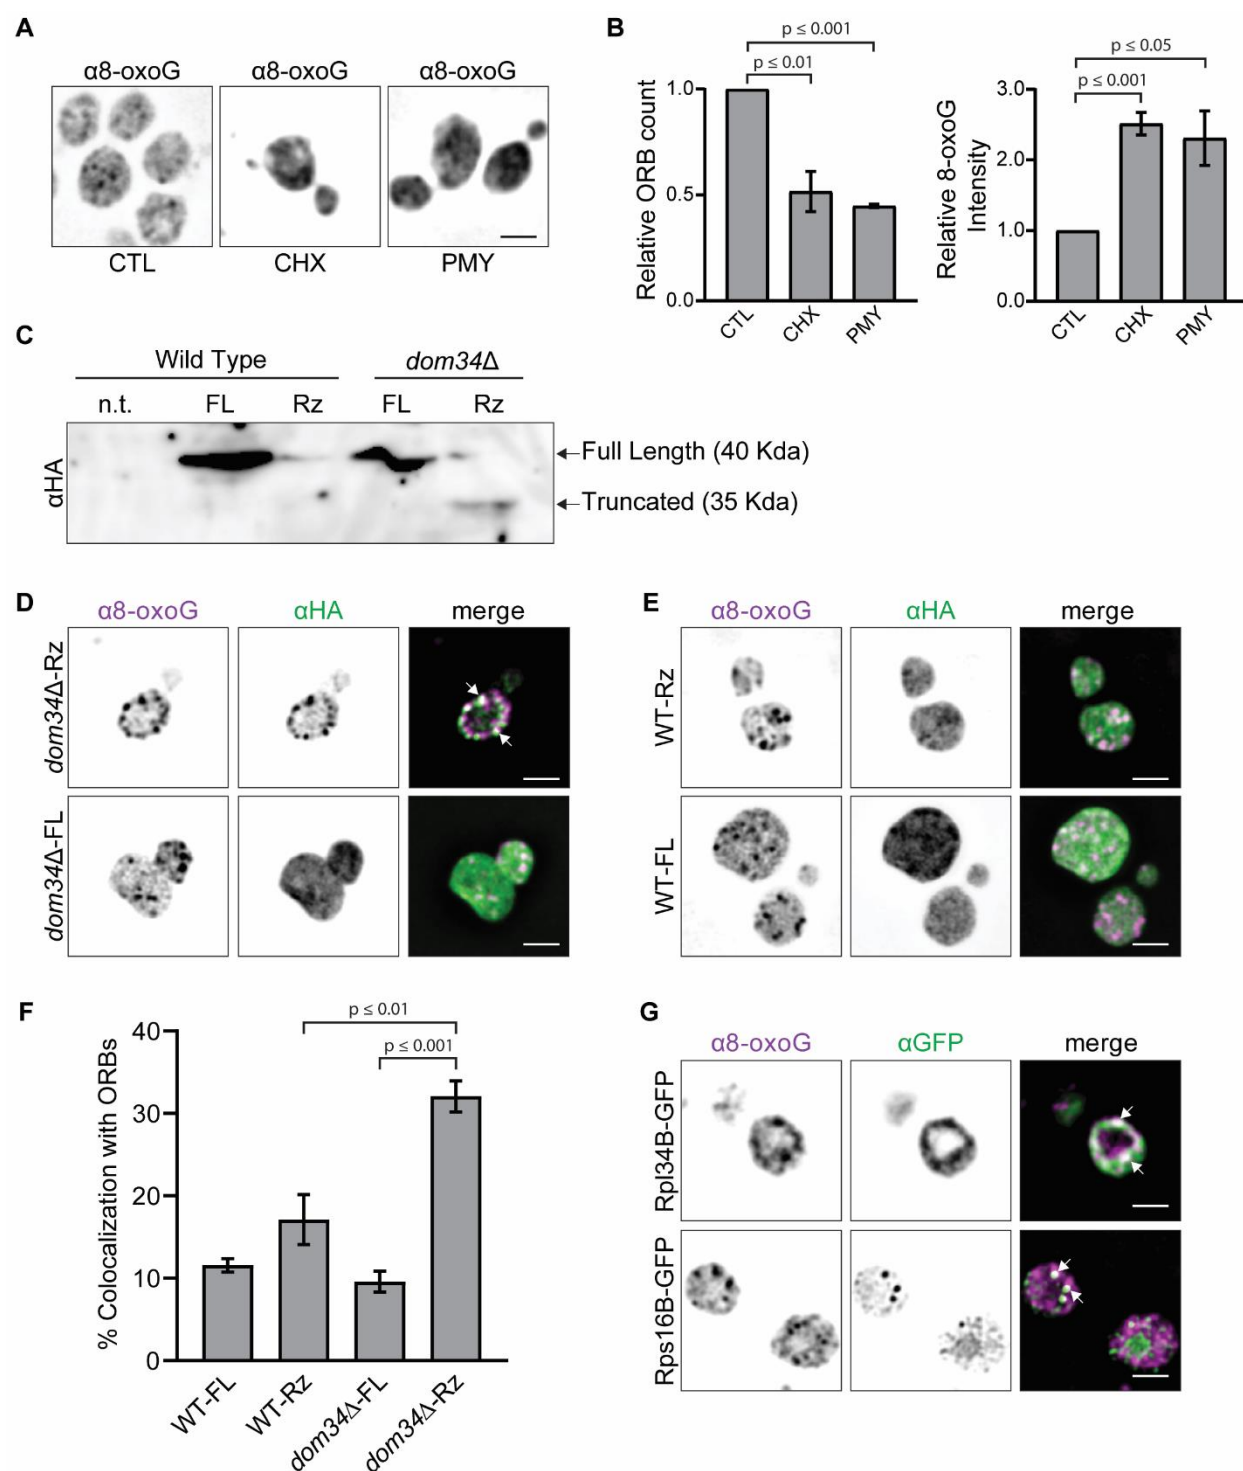 A
α8-oxoG α8-oxoG α8-oxoG
CTL CHX PMY
B
p ≤ 0.001
p ≤ 0.01
Relative ORB count
1.0
0.5
0.0
CTL CHX PMY
p ≤ 0.05
p ≤ 0.001
Relative 8-oxoG
Intensity
3.0
2.0
1.0
0.0
CTL CHX PMY
C
Wild Type dom34Δ
n.t. FL Rz FL Rz
αHA
Full Length (40 Kda)
Truncated (35 Kda)
D
α8-oxoG αHA merge
dom34Δ-Rz
dom34Δ-FL
E
α8-oxoG αHA merge
WT-Rz
WT-FL
F
p ≤ 0.01
p ≤ 0.001
% Colocalization with ORBs
40
30
20
10
0
WT-FL WT-Rz dom34Δ-FL dom34Δ-Rz
G
α8-oxoG αGFP merge
Rpl34B-GFP
Rps16B-GFP